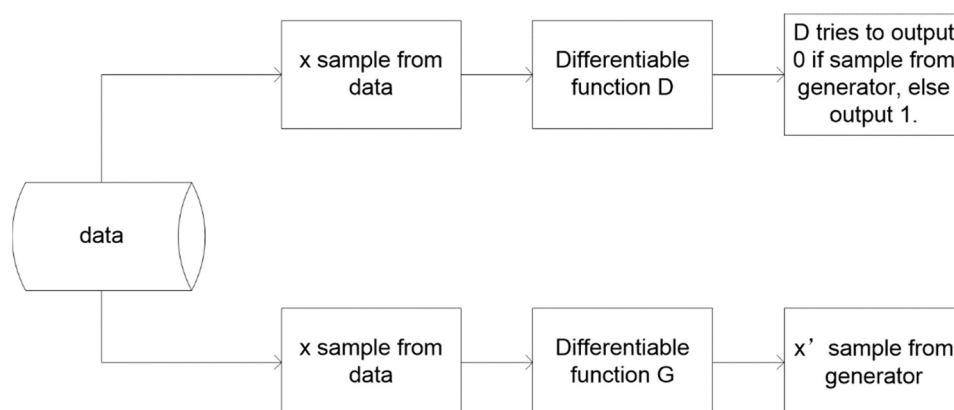 x sample from
data
Differentiable
function D
D tries to output
0 if sample from
generator, else
output 1.
data
x sample from
data
Differentiable
function G
x’ sample from
generator